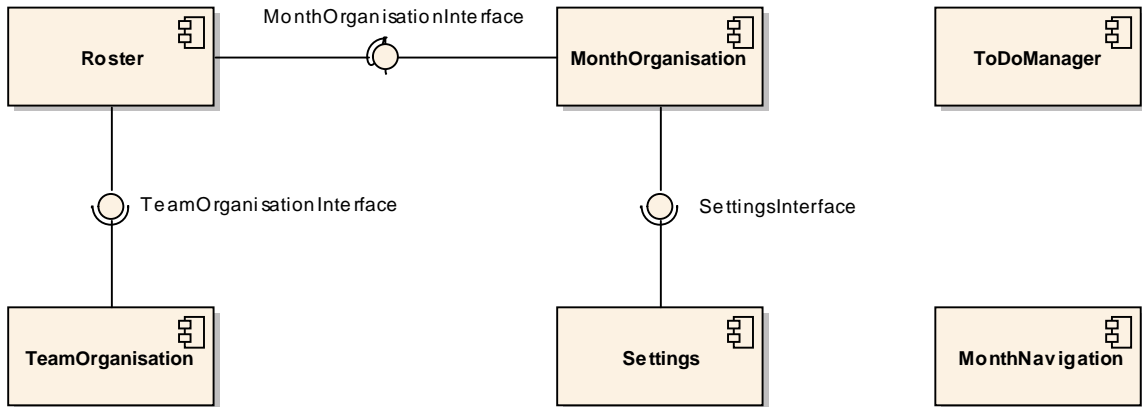 MonthOrganisationInterface
Roster
MonthOrganisation
ToDoManager
TeamOrganisationInterface
SettingsInterface
TeamOrganisation
Settings
MonthNavigation